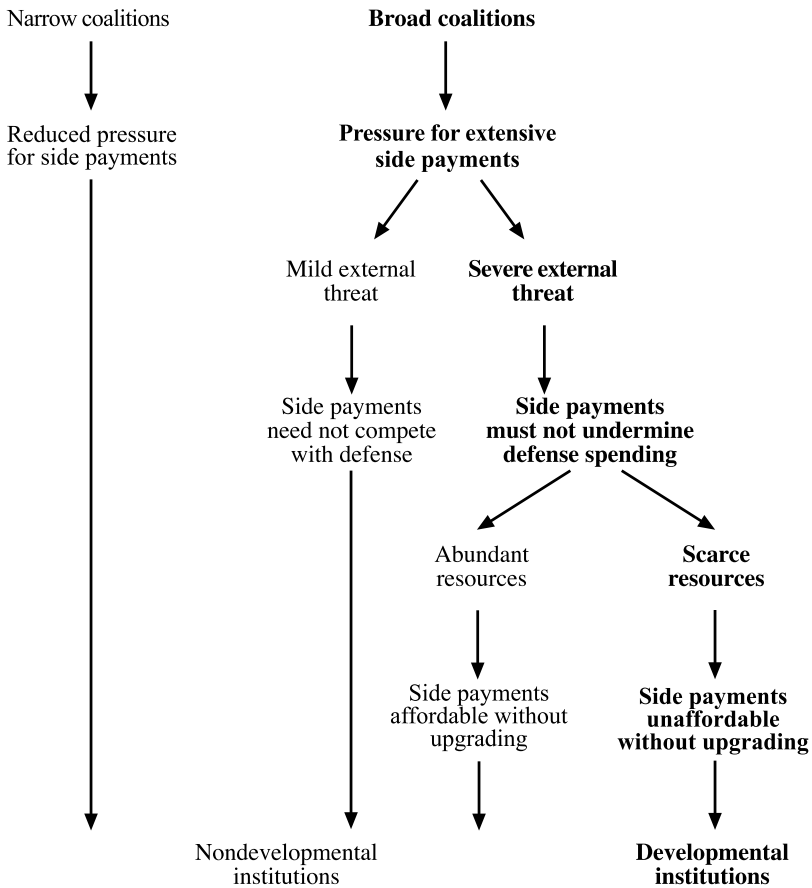 Narrow coalitions
Broad coalitions
Reduced pressure
for side payments
Pressure for extensive
side payments
Mild external
threat
Severe external
threat
Side payments
need not compete
with defense
Side payments
must not undermine
defense spending
Abundant
resources
Scarce
resources
Side payments
affordable without
upgrading
Side payments
unaffordable
without upgrading
Nondevelopmental
institutions
Developmental
institutions